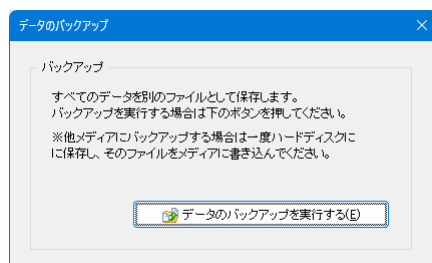 データのバックアップ
バックアップ
すべてのデータを別のファイルとして保存します。
バックアップを実行する場合は下のボタンを押してください。
※他メディアにバックアップする場合は一度ハードディスクに
に保存し、そのファイルをメディアに書き込んでください。
データのバックアップを実行する(E)